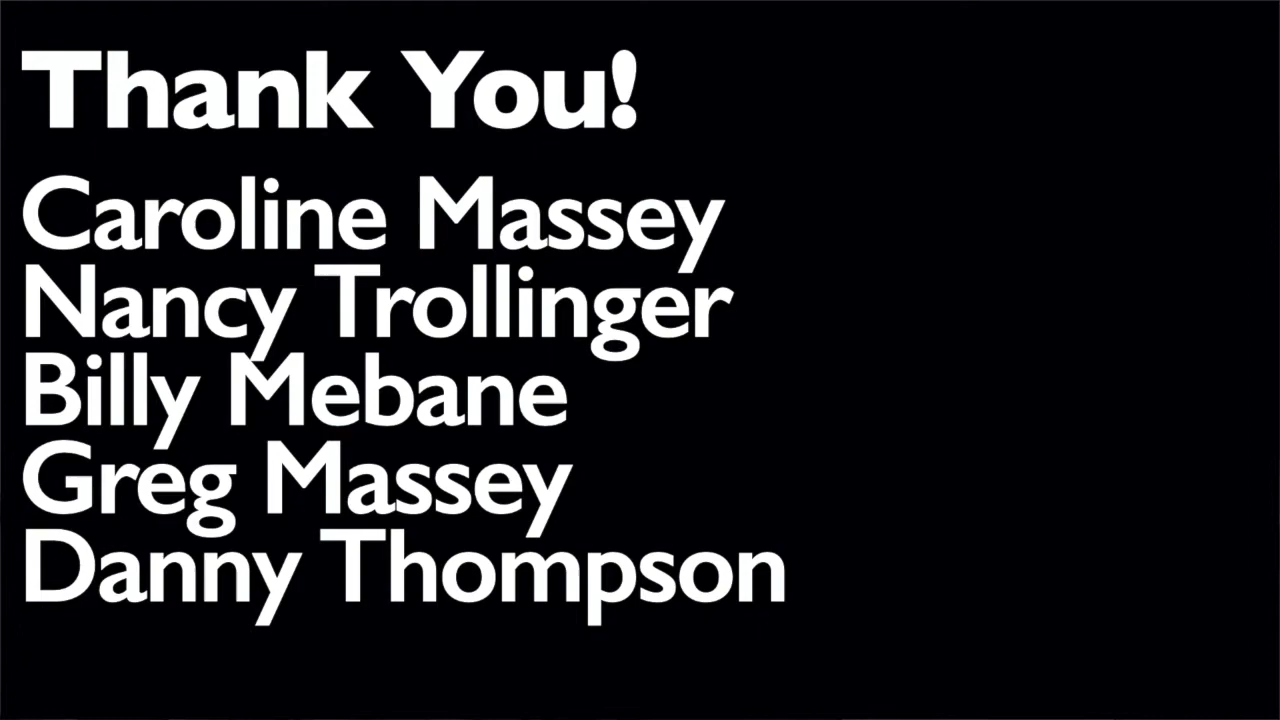 Thank You!
Caroline Massey
Nancy Trollinger
Billy Mebane
Greg Massey
Danny Thompson